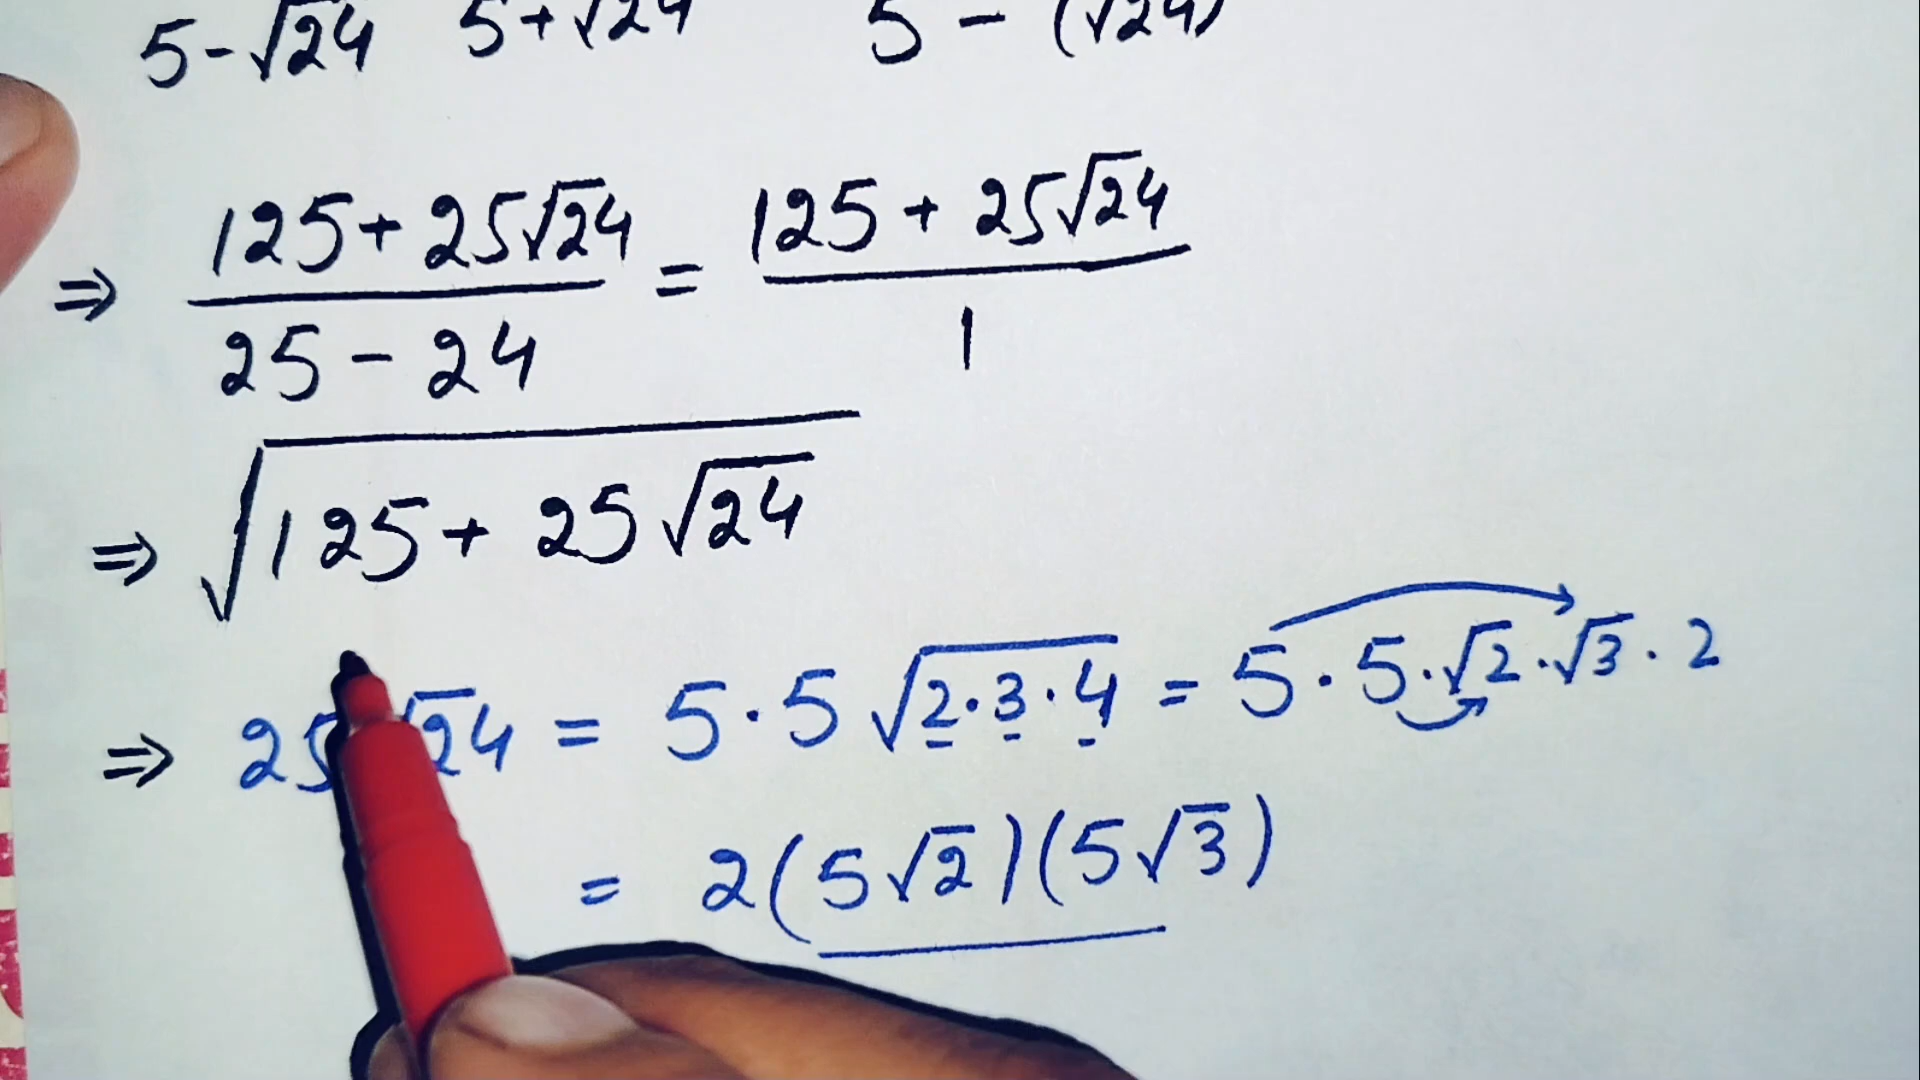 5-√24 5+√24 5 - (√24)
⇒ 125+25√24 / 25-24 = 125+25√24 / 1
⇒ √(125+25√24)
⇒ 25√24 = 5·5√(2·3·4) = 5·5·√2·√3·2
= 2(5√2)(5√3)